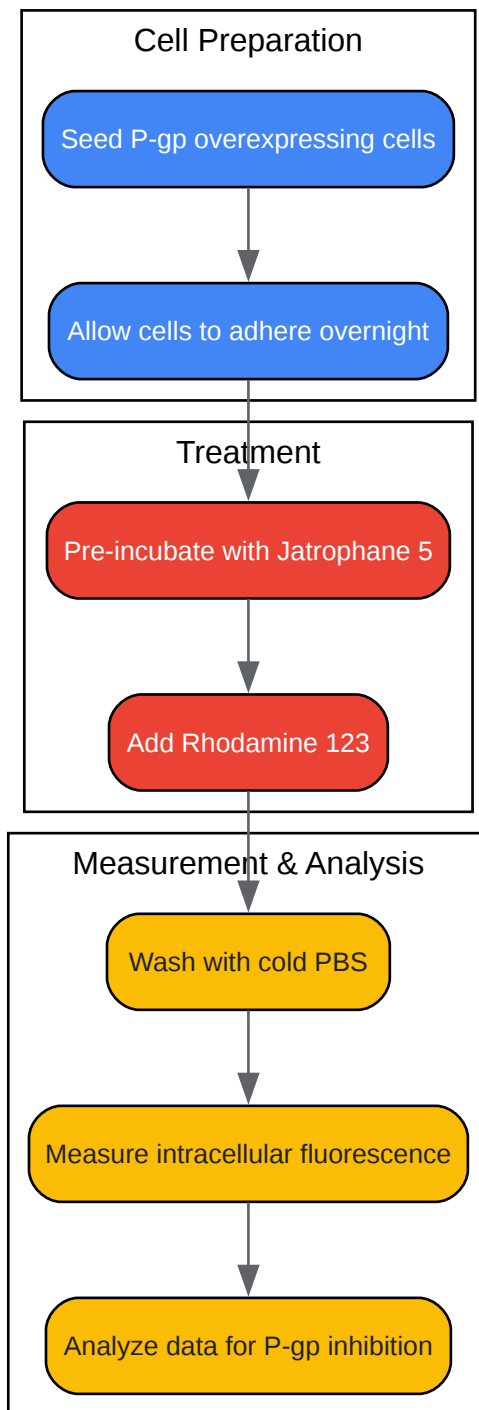 Cell Preparation
Seed P-gp overexpressing cells
Allow cells to adhere overnight
Treatment
Pre-incubate with Jatrophane 5
Add Rhodamine 123
Measurement & Analysis
Wash with cold PBS
Measure intracellular fluorescence
Analyze data for P-gp inhibition